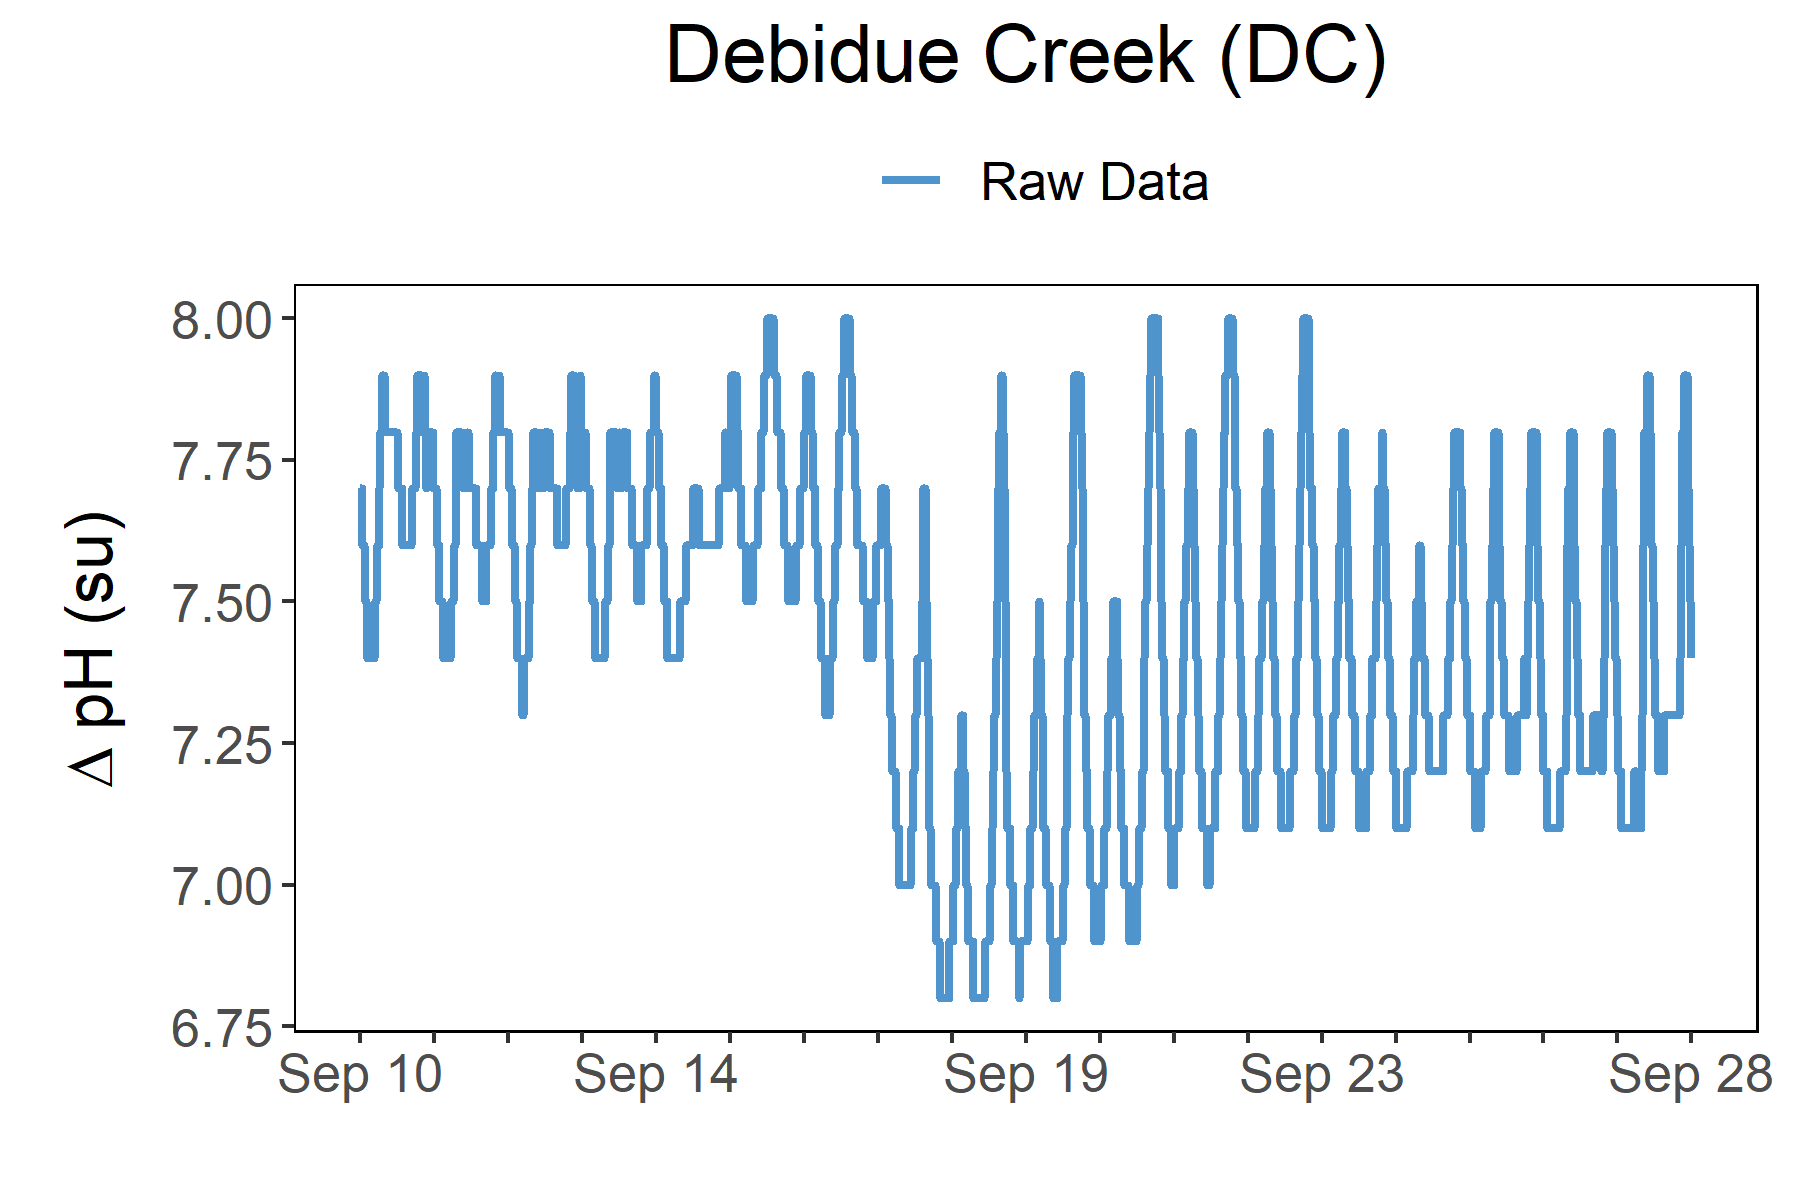 Debidue Creek (DC)
Raw Data
Δ pH (su)
8.00
7.75
7.50
7.25
7.00
6.75
Sep 10 Sep 14 Sep 19 Sep 23 Sep 28